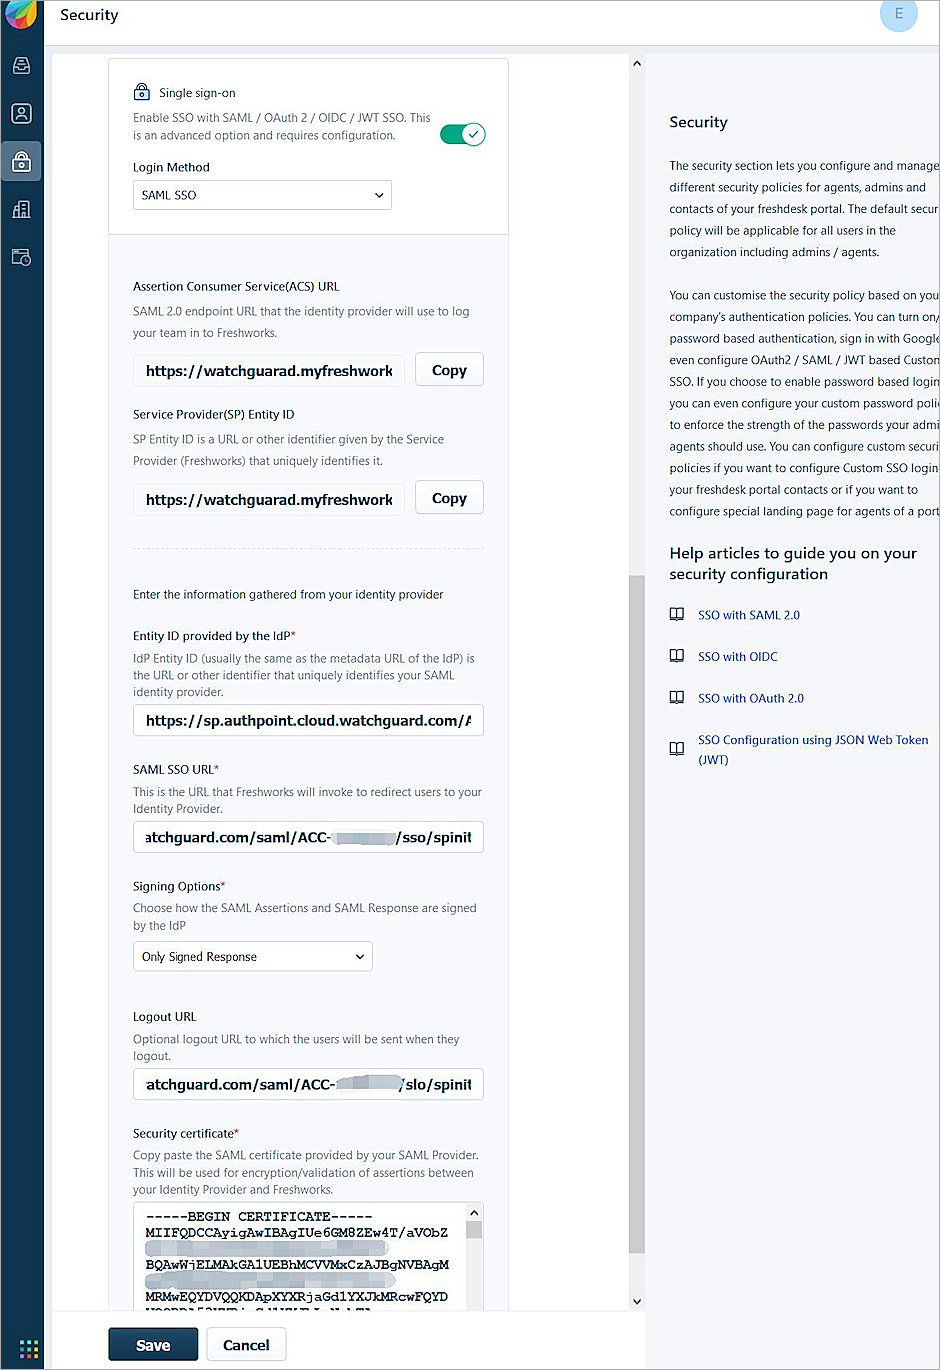 Security
E
Single sign-on
Enable SSO with SAML / OAuth 2 / OIDC / JWT SSO. This
is an advanced option and requires configuration.
Login Method
SAML SSO
Assertion Consumer Service(ACS) URL
SAML 2.0 endpoint URL that the identity provider will use to log
your team in to Freshworks.
https://watchguarad.myfreshwork
Copy
Service Provider(SP) Entity ID
SP Entity ID is a URL or other identifier given by the Service
Provider (Freshworks) that uniquely identifies it.
https://watchguarad.myfreshwork
Copy
Enter the information gathered from your identity provider
Entity ID provided by the IdP*
IdP Entity ID (usually the same as the metadata URL of the IdP) is
the URL or other identifier that uniquely identifies your SAML
identity provider.
https://sp.authpoint.cloud.watchguard.com/A
SAML SSO URL*
This is the URL that Freshworks will invoke to redirect users to your
Identity Provider.
atchguard.com/saml/ACC- /sso/spinit
Signing Options*
Choose how the SAML Assertions and SAML Response are signed
by the IdP
Only Signed Response
Logout URL
Optional logout URL to which the users will be sent when they
logout.
atchguard.com/saml/ACC- /slo/spinit
Security certificate*
Copy paste the SAML certificate provided by your SAML Provider.
This will be used for encryption/validation of assertions between
your Identity Provider and Freshworks.
-----BEGIN CERTIFICATE-----
MIIFQDCCAyigAwIBAgIUe6GM8ZEw4T/aVObZ
BQAwWjELMAkGA1UEBhMCVVMxCzAJBgNVBAgM
MRMwEQYDVQQKDApXYXRjaGd1YXJkMRcwFQYD
Save
Cancel
Security
The security section lets you configure and manage
different security policies for agents, admins and
contacts of your freshdesk portal. The default secur
policy will be applicable for all users in the
organization including admins / agents.
You can customise the security policy based on you
company's authentication policies. You can turn on/
password based authentication, sign in with Google
even configure OAuth2 / SAML / JWT based Custon
SSO. If you choose to enable password based login
you can even configure your custom password poli
to enforce the strength of the passwords your admi
agents should use. You can configure custom securi
policies if you want to configure Custom SSO login
your freshdesk portal contacts or if you want to
configure special landing page for agents of a port
Help articles to guide you on your
security configuration
SSO with SAML 2.0
SSO with OIDC
SSO with OAuth 2.0
SSO Configuration using JSON Web Token
(JWT)